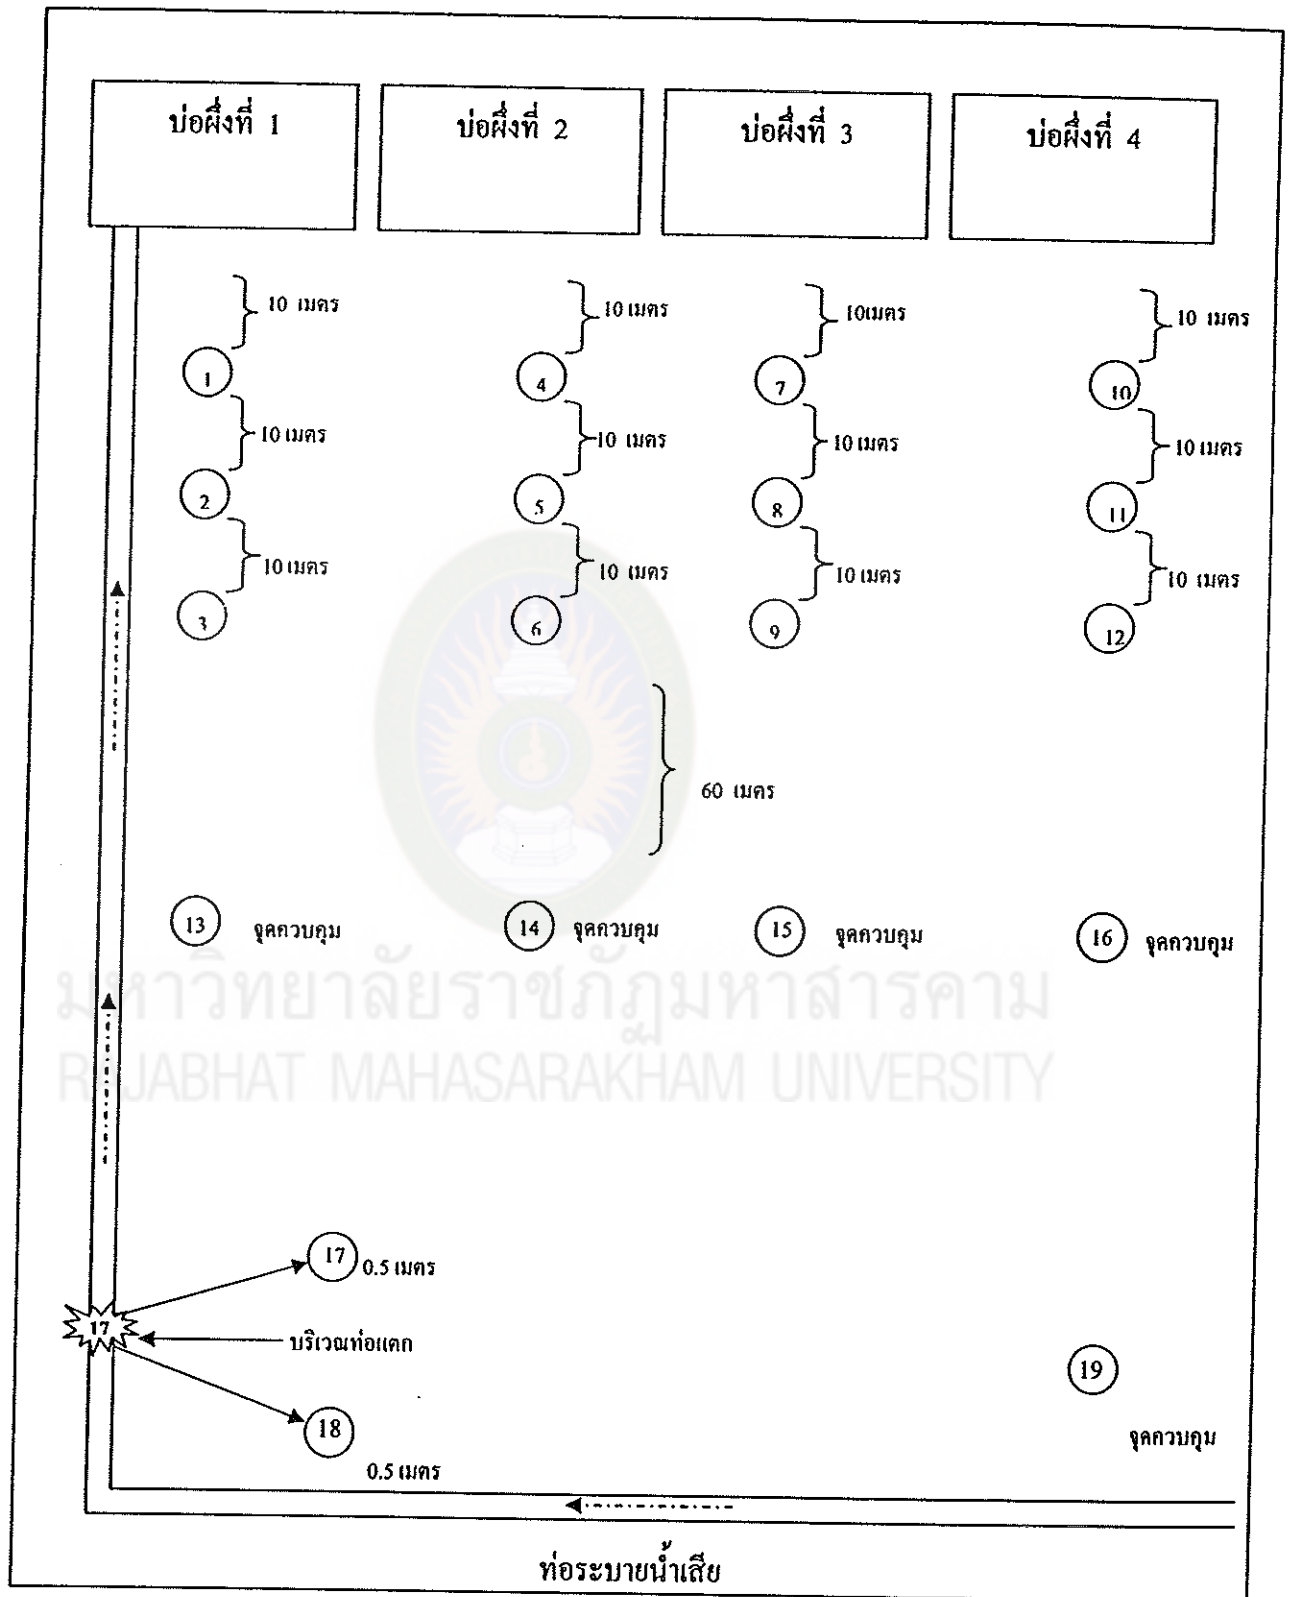 บ่อผึ่งที่ 1 บ่อผึ่งที่ 2 บ่อผึ่งที่ 3 บ่อผึ่งที่ 4
10 เมตร 10 เมตร 10เมตร 10 เมตร
1 4 7 10
10 เมตร 10 เมตร 10 เมตร 10 เมตร
2 5 8 11
10 เมตร 10 เมตร 10 เมตร 10 เมตร
3 6 9 12
60 เมตร
13 จุดควบคุม 14 จุดควบคุม 15 จุดควบคุม 16 จุดควบคุม
มหาวิทยาลัยราชภัฏมหาสารคาม
RAJABHAT MAHASARAKHAM UNIVERSITY
17 0.5 เมตร
17 บริเวณท่อแตก
19
18 จุดควบคุม
0.5 เมตร
ท่อระบายน้ำเสีย